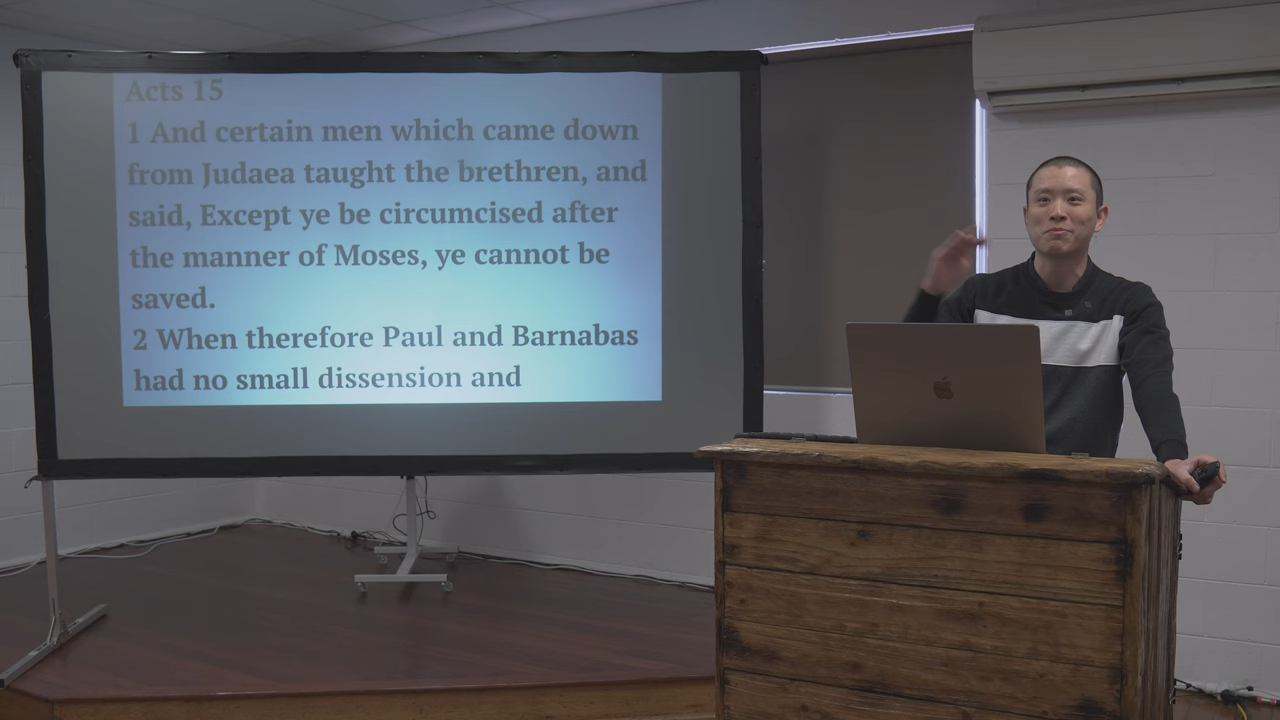 Acts 15
1 And certain men which came down
from Judaea taught the brethren, and
said, Except ye be circumcised after
the manner of Moses, ye cannot be
saved.
2 When therefore Paul and Barnabas
had no small dissension and